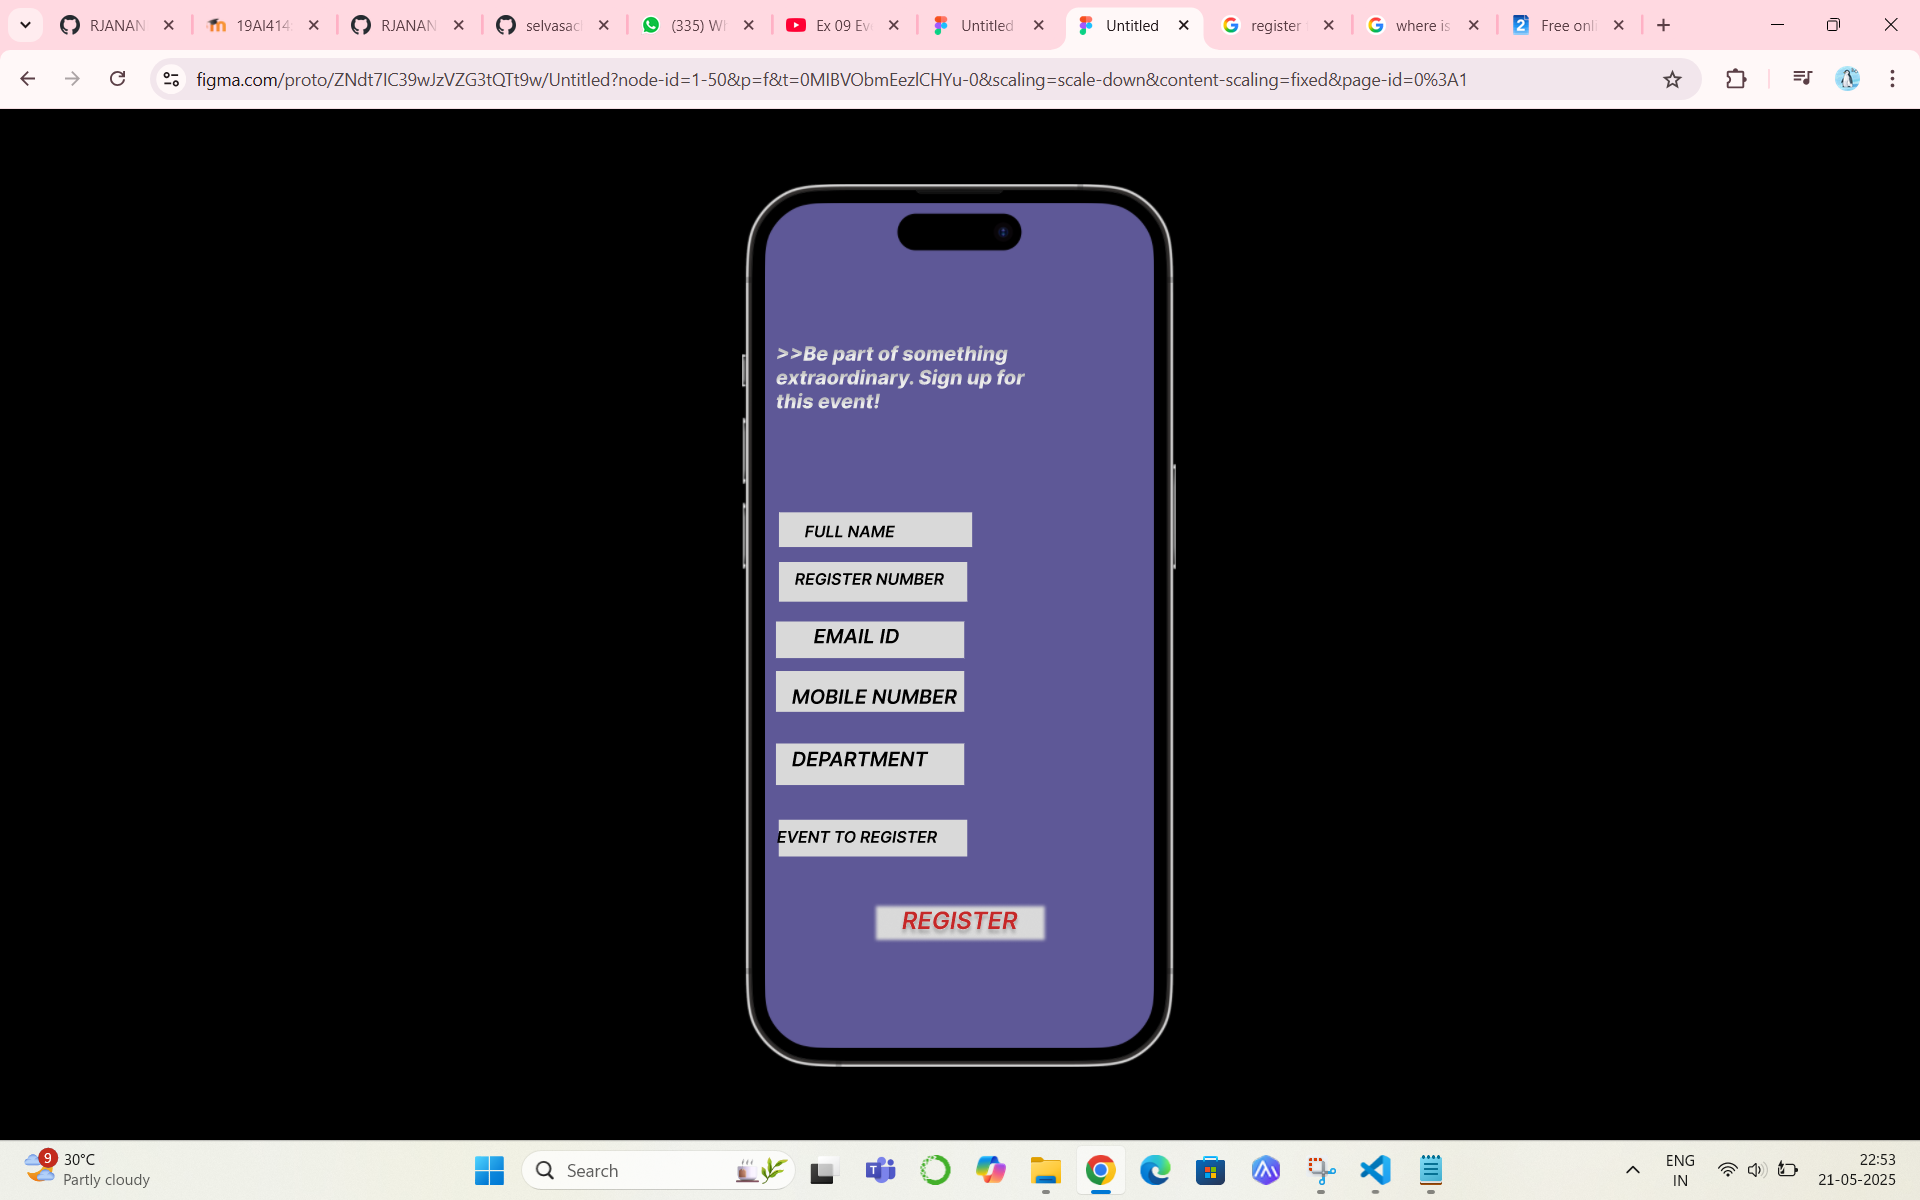 RJANAN
19AI414
RJANAN
selvasac
(335) Wh
Ex 09 Eve
Untitled
Untitled
register
where is
Free onli
figma.com/proto/ZNdt7IC39wJzVZG3tQTt9w/Untitled?node-id=1-50&p=f&t=0MIBVObmEezlCHYu-0&scaling=scale-down&content-scaling=fixed&page-id=0%3A1
>>Be part of something
extraordinary. Sign up for
this event!
FULL NAME
REGISTER NUMBER
EMAIL ID
MOBILE NUMBER
DEPARTMENT
EVENT TO REGISTER
REGISTER
9
30°C
Partly cloudy
Search
ENG
IN
22:53
21-05-2025